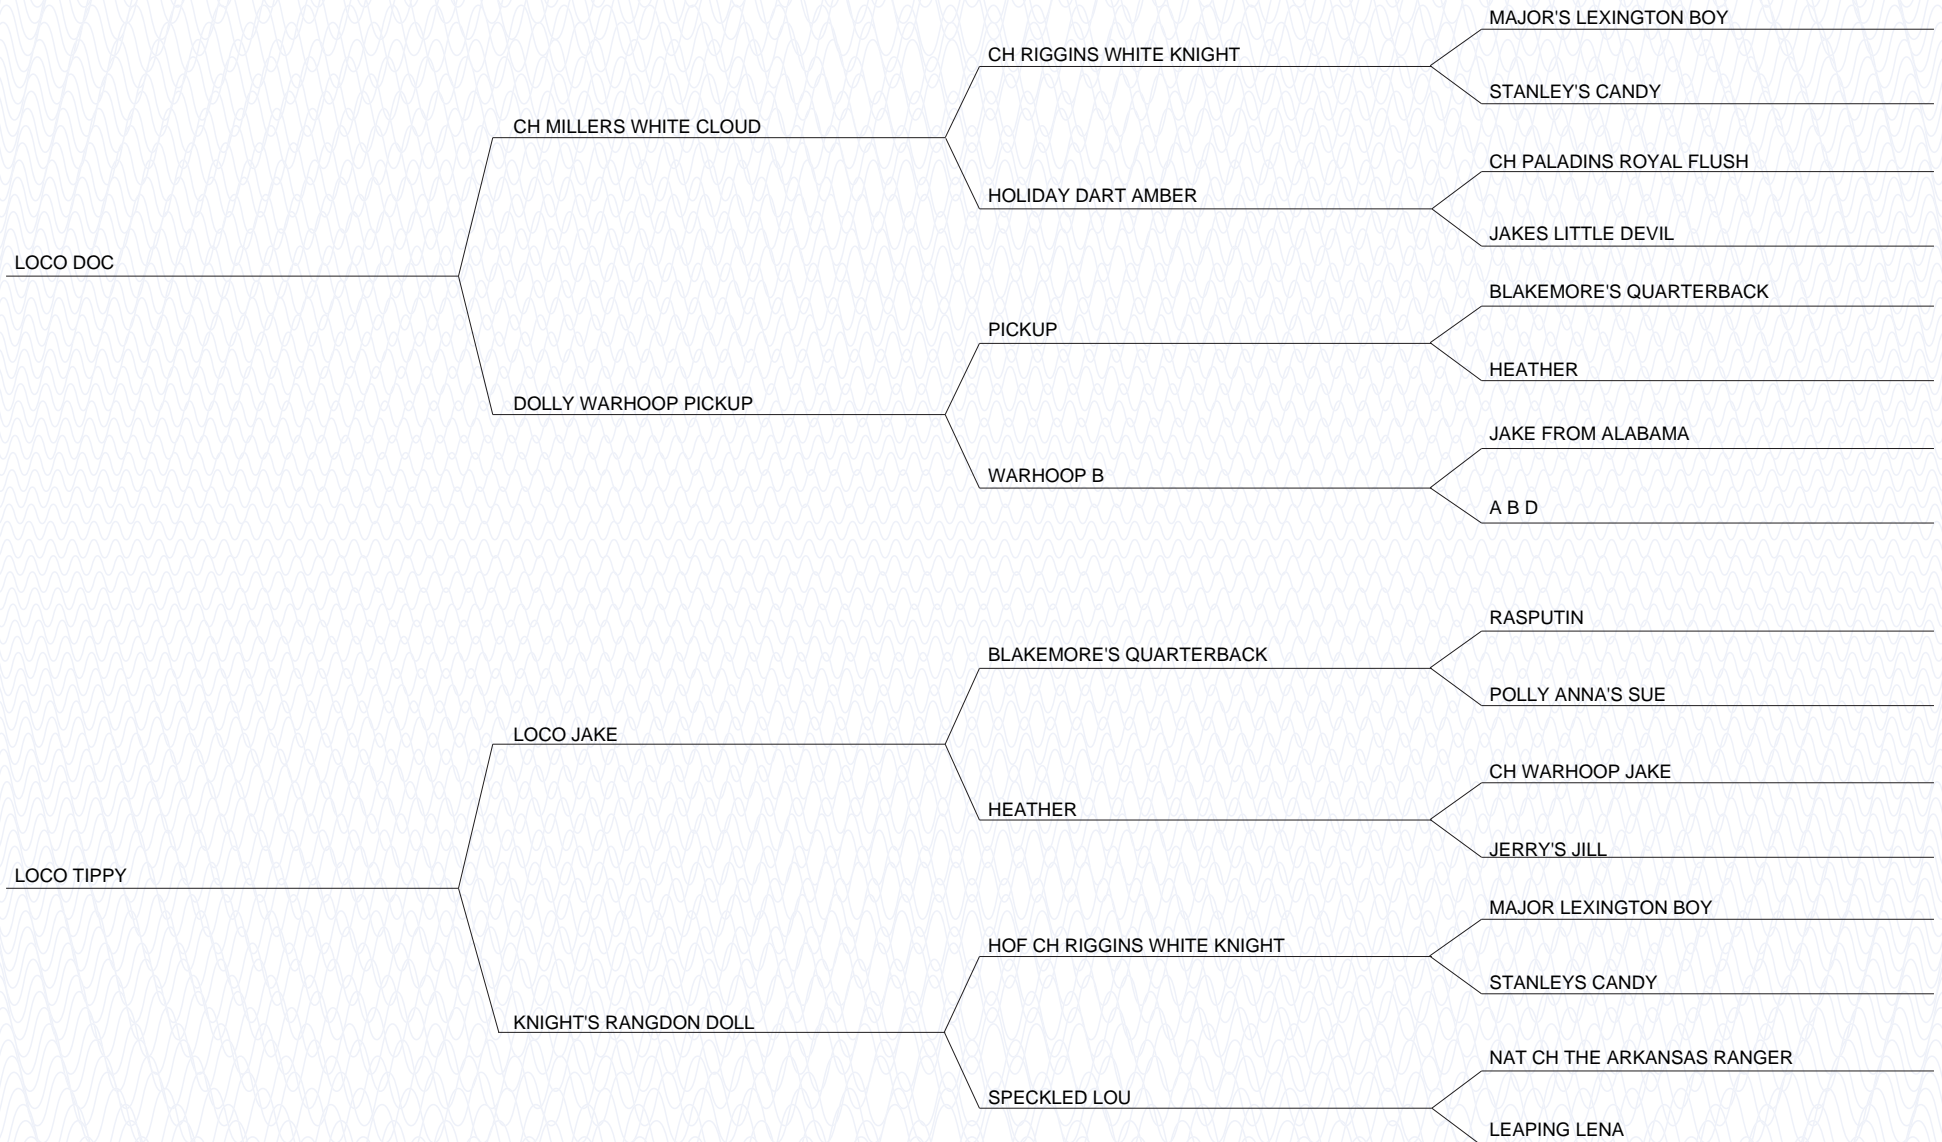 MAJOR'S LEXINGTON BOY
CH RIGGINS WHITE KNIGHT
STANLEY'S CANDY
CH MILLERS WHITE CLOUD
CH PALADINS ROYAL FLUSH
HOLIDAY DART AMBER
JAKES LITTLE DEVIL
LOCO DOC
BLAKEMORE'S QUARTERBACK
PICKUP
HEATHER
DOLLY WARHOOP PICKUP
JAKE FROM ALABAMA
WARHOOP B
A B D
RASPUTIN
BLAKEMORE'S QUARTERBACK
POLLY ANNA'S SUE
LOCO JAKE
CH WARHOOP JAKE
HEATHER
JERRY'S JILL
LOCO TIPPY
MAJOR LEXINGTON BOY
HOF CH RIGGINS WHITE KNIGHT
STANLEYS CANDY
KNIGHT'S RANGDON DOLL
NAT CH THE ARKANSAS RANGER
SPECKLED LOU
LEAPING LENA